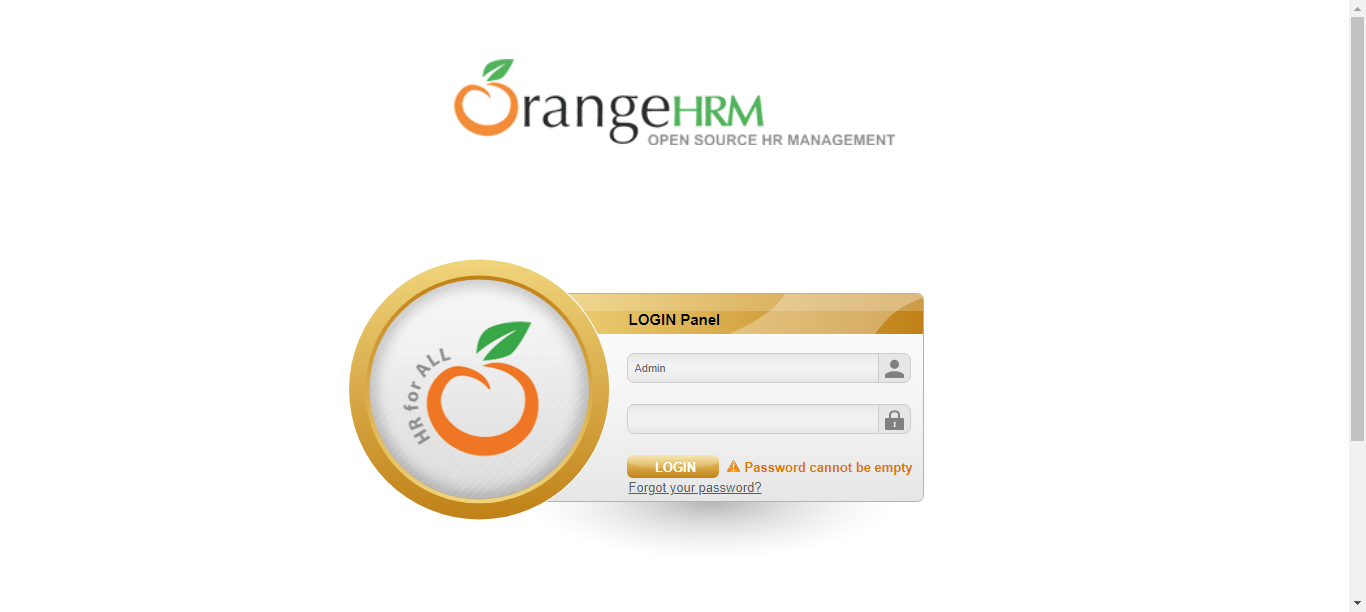 OrangeHRM
OPEN SOURCE HR MANAGEMENT
HR for ALL
LOGIN Panel
Admin
LOGIN
Password cannot be empty
Forgot your password?